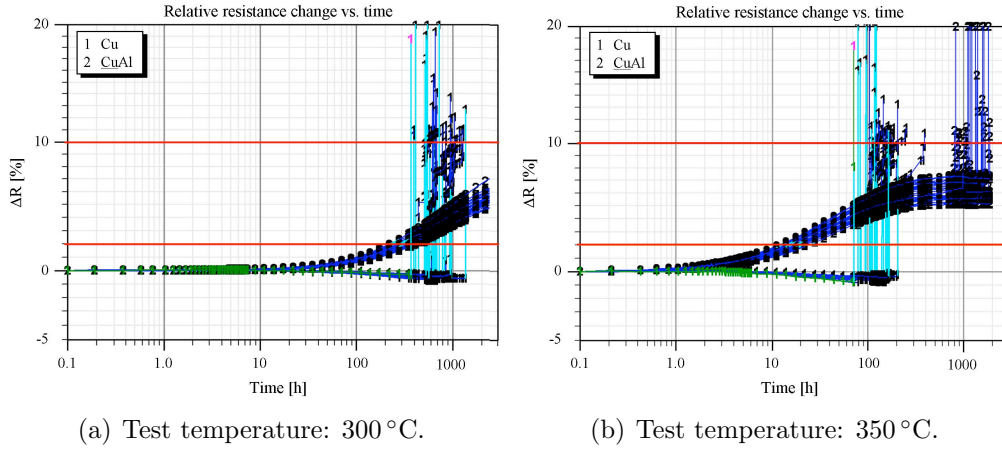 Relative resistance change vs. time
20
1 Cu
2 CuAl
10
ΔR [%]
0
-5
0.1
1.0
10
100
1000
Time [h]
(a) Test temperature: 300 °C.
Relative resistance change vs. time
20
1 Cu
2 CuAl
10
ΔR [%]
0
-5
0.1
1.0
10
100
1000
Time [h]
(b) Test temperature: 350 °C.